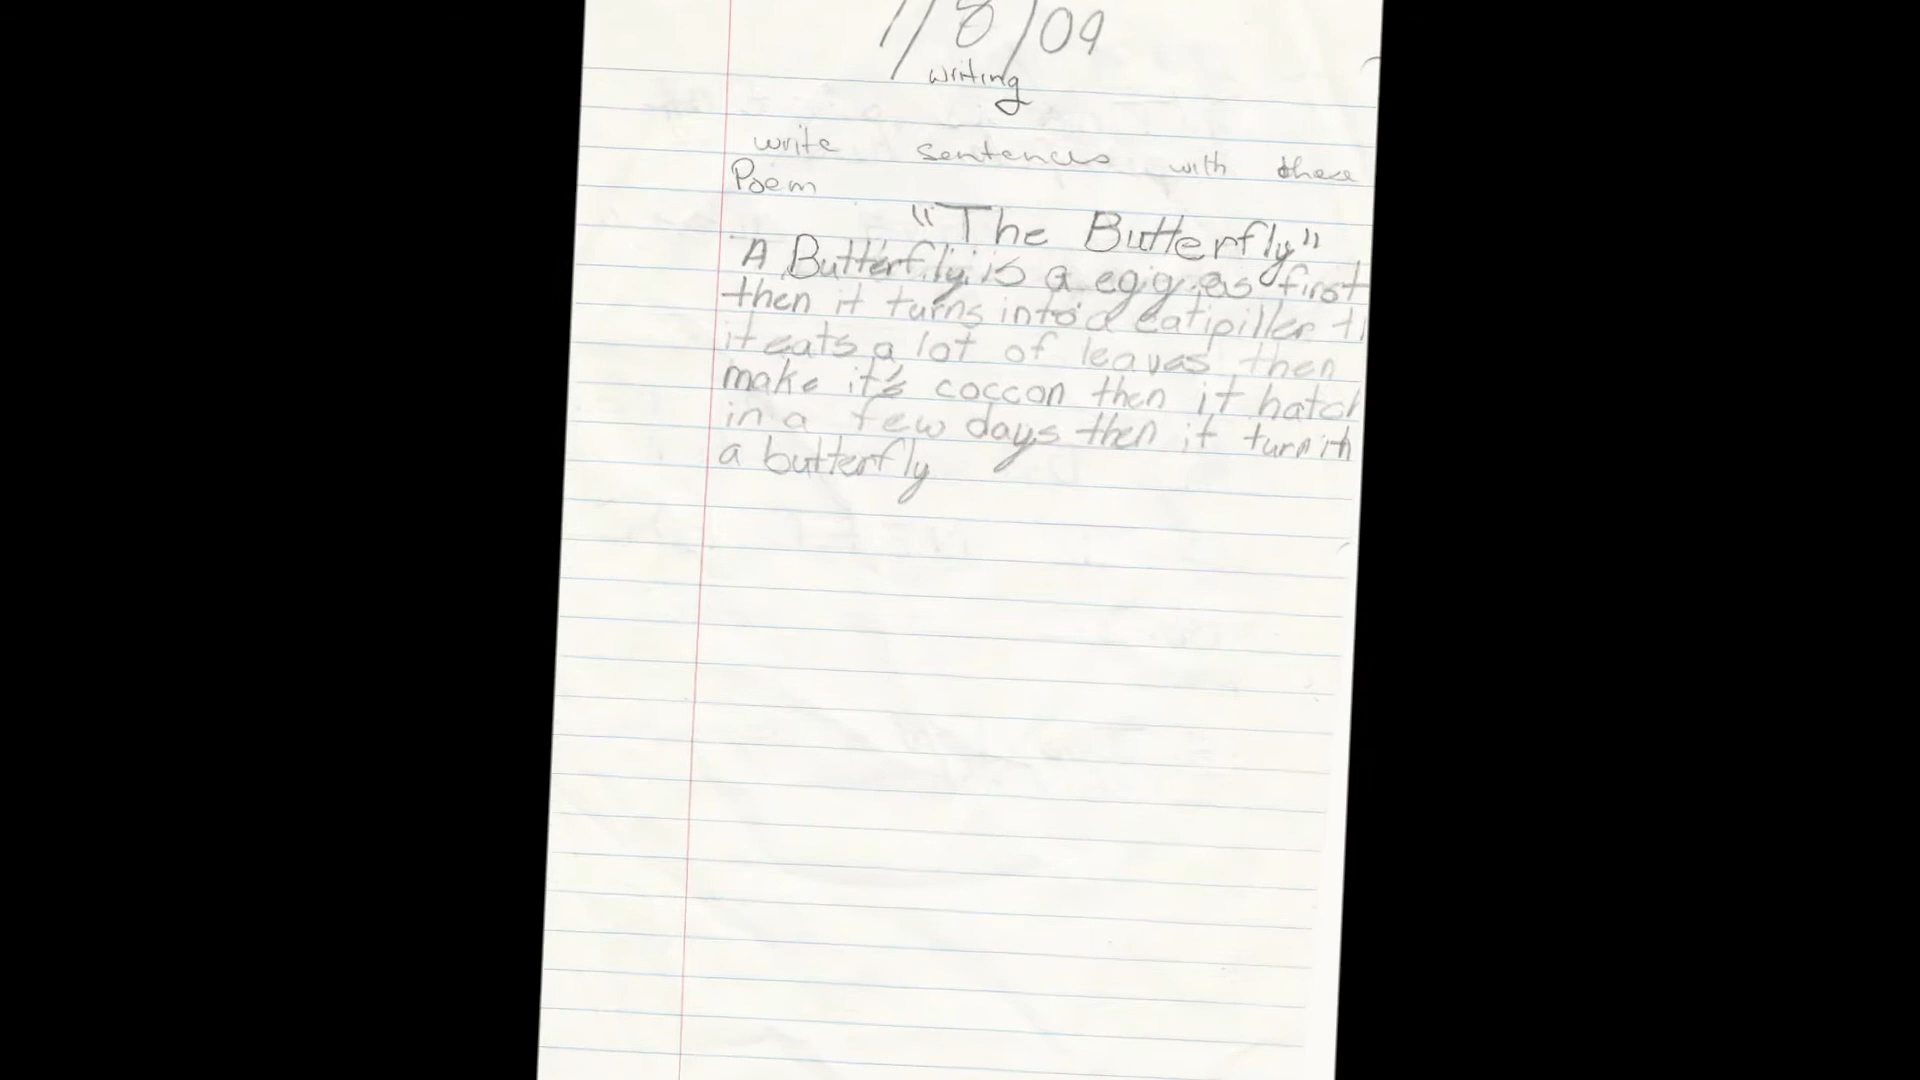 1/8/09
writing
write sentences with these
Poem
"The Butterfly"
A Butterfly is a egg as first
then it turns into a catipiller
it eats a lot of leaves then
make it's coccon then it hatch
in a few days then it turn
a butterfly